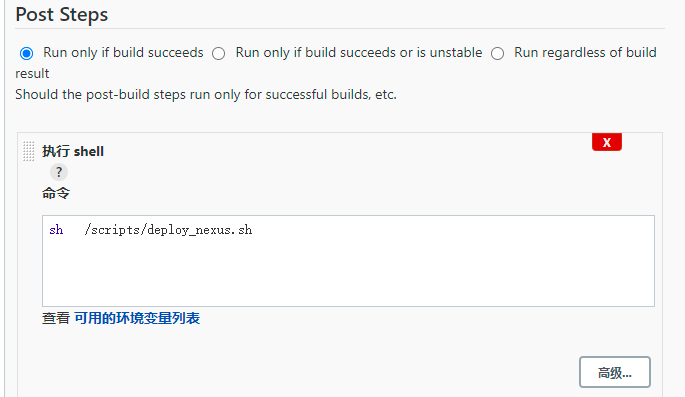 Post Steps
Run only if build succeeds Run only if build succeeds or is unstable Run regardless of build
result
Should the post-build steps run only for successful builds, etc.
执行 shell
X
?
命令
sh /scripts/deploy_nexus.sh
查看 可用的环境变量列表
高级...